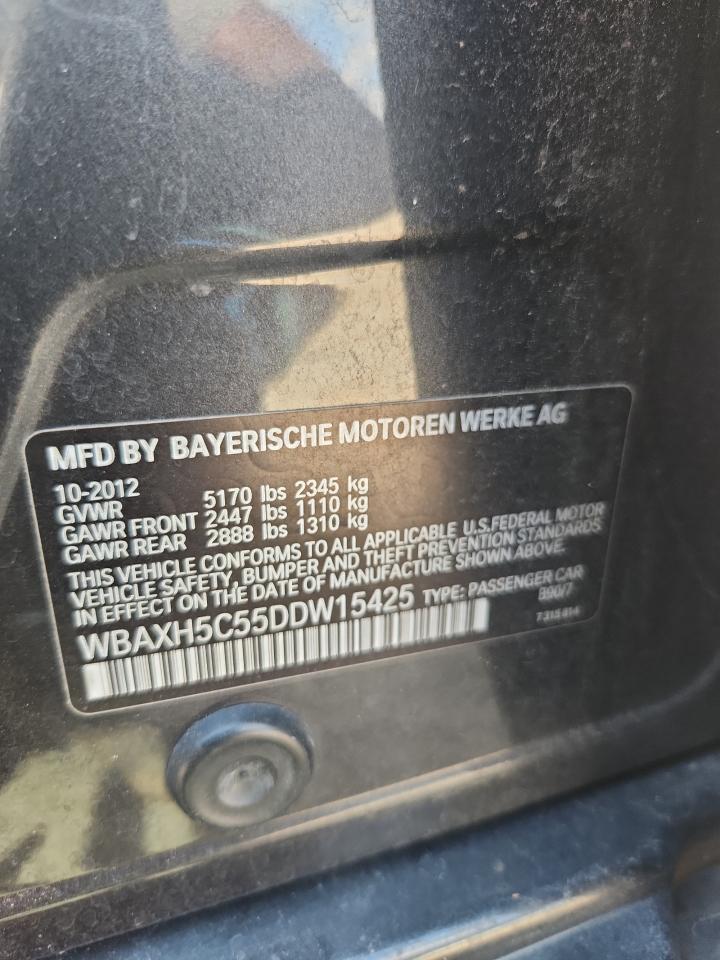 MFD BY BAYERISCHE MOTOREN WERKE AG
10-2012
GVWR 5170 lbs 2345 kg
GAWR FRONT 2447 lbs 1110 kg
GAWR REAR 2888 lbs 1310 kg
THIS VEHICLE CONFORMS TO ALL APPLICABLE U.S.FEDERAL MOTOR
VEHICLE SAFETY, BUMPER AND THEFT PREVENTION STANDARDS
IN EFFECT ON THE DATE OF MANUFACTURE SHOWN ABOVE.
WBAXH5C55DDW15425 TYPE: PASSENGER CAR